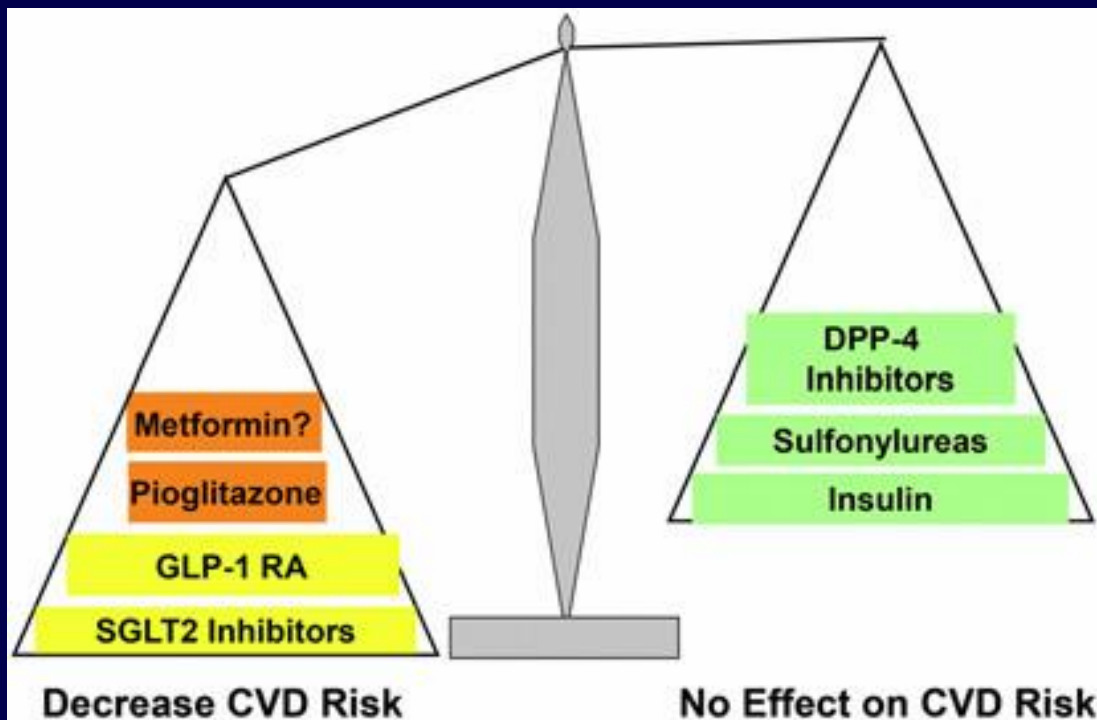 Metformin?
Pioglitazone
GLP-1 RA
SGLT2 Inhibitors
Decrease CVD Risk
DPP-4
Inhibitors
Sulfonylureas
Insulin
No Effect on CVD Risk